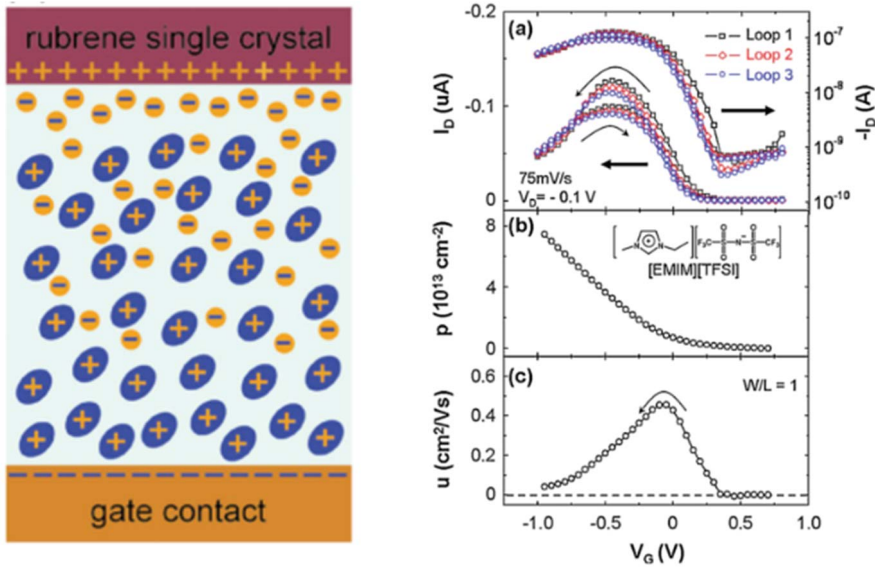 rubrene single crystal
gate contact
(a)
-0.2
-0.1
0
I_D (uA)
Loop 1
Loop 2
Loop 3
75mV/s
V_D= - 0.1 V
10⁻⁷
10⁻⁸
10⁻⁹
10⁻¹⁰
-I_D (A)
(b)
8
4
0
p (10¹³ cm⁻²)
F₃C S N S CF₃
O O
O O
N N
[EMIM][TFSI]
(c)
0.6
0.4
0.2
0
u (cm²/Vs)
W/L = 1
-1.0 -0.5 0 0.5 1.0
V_G (V)